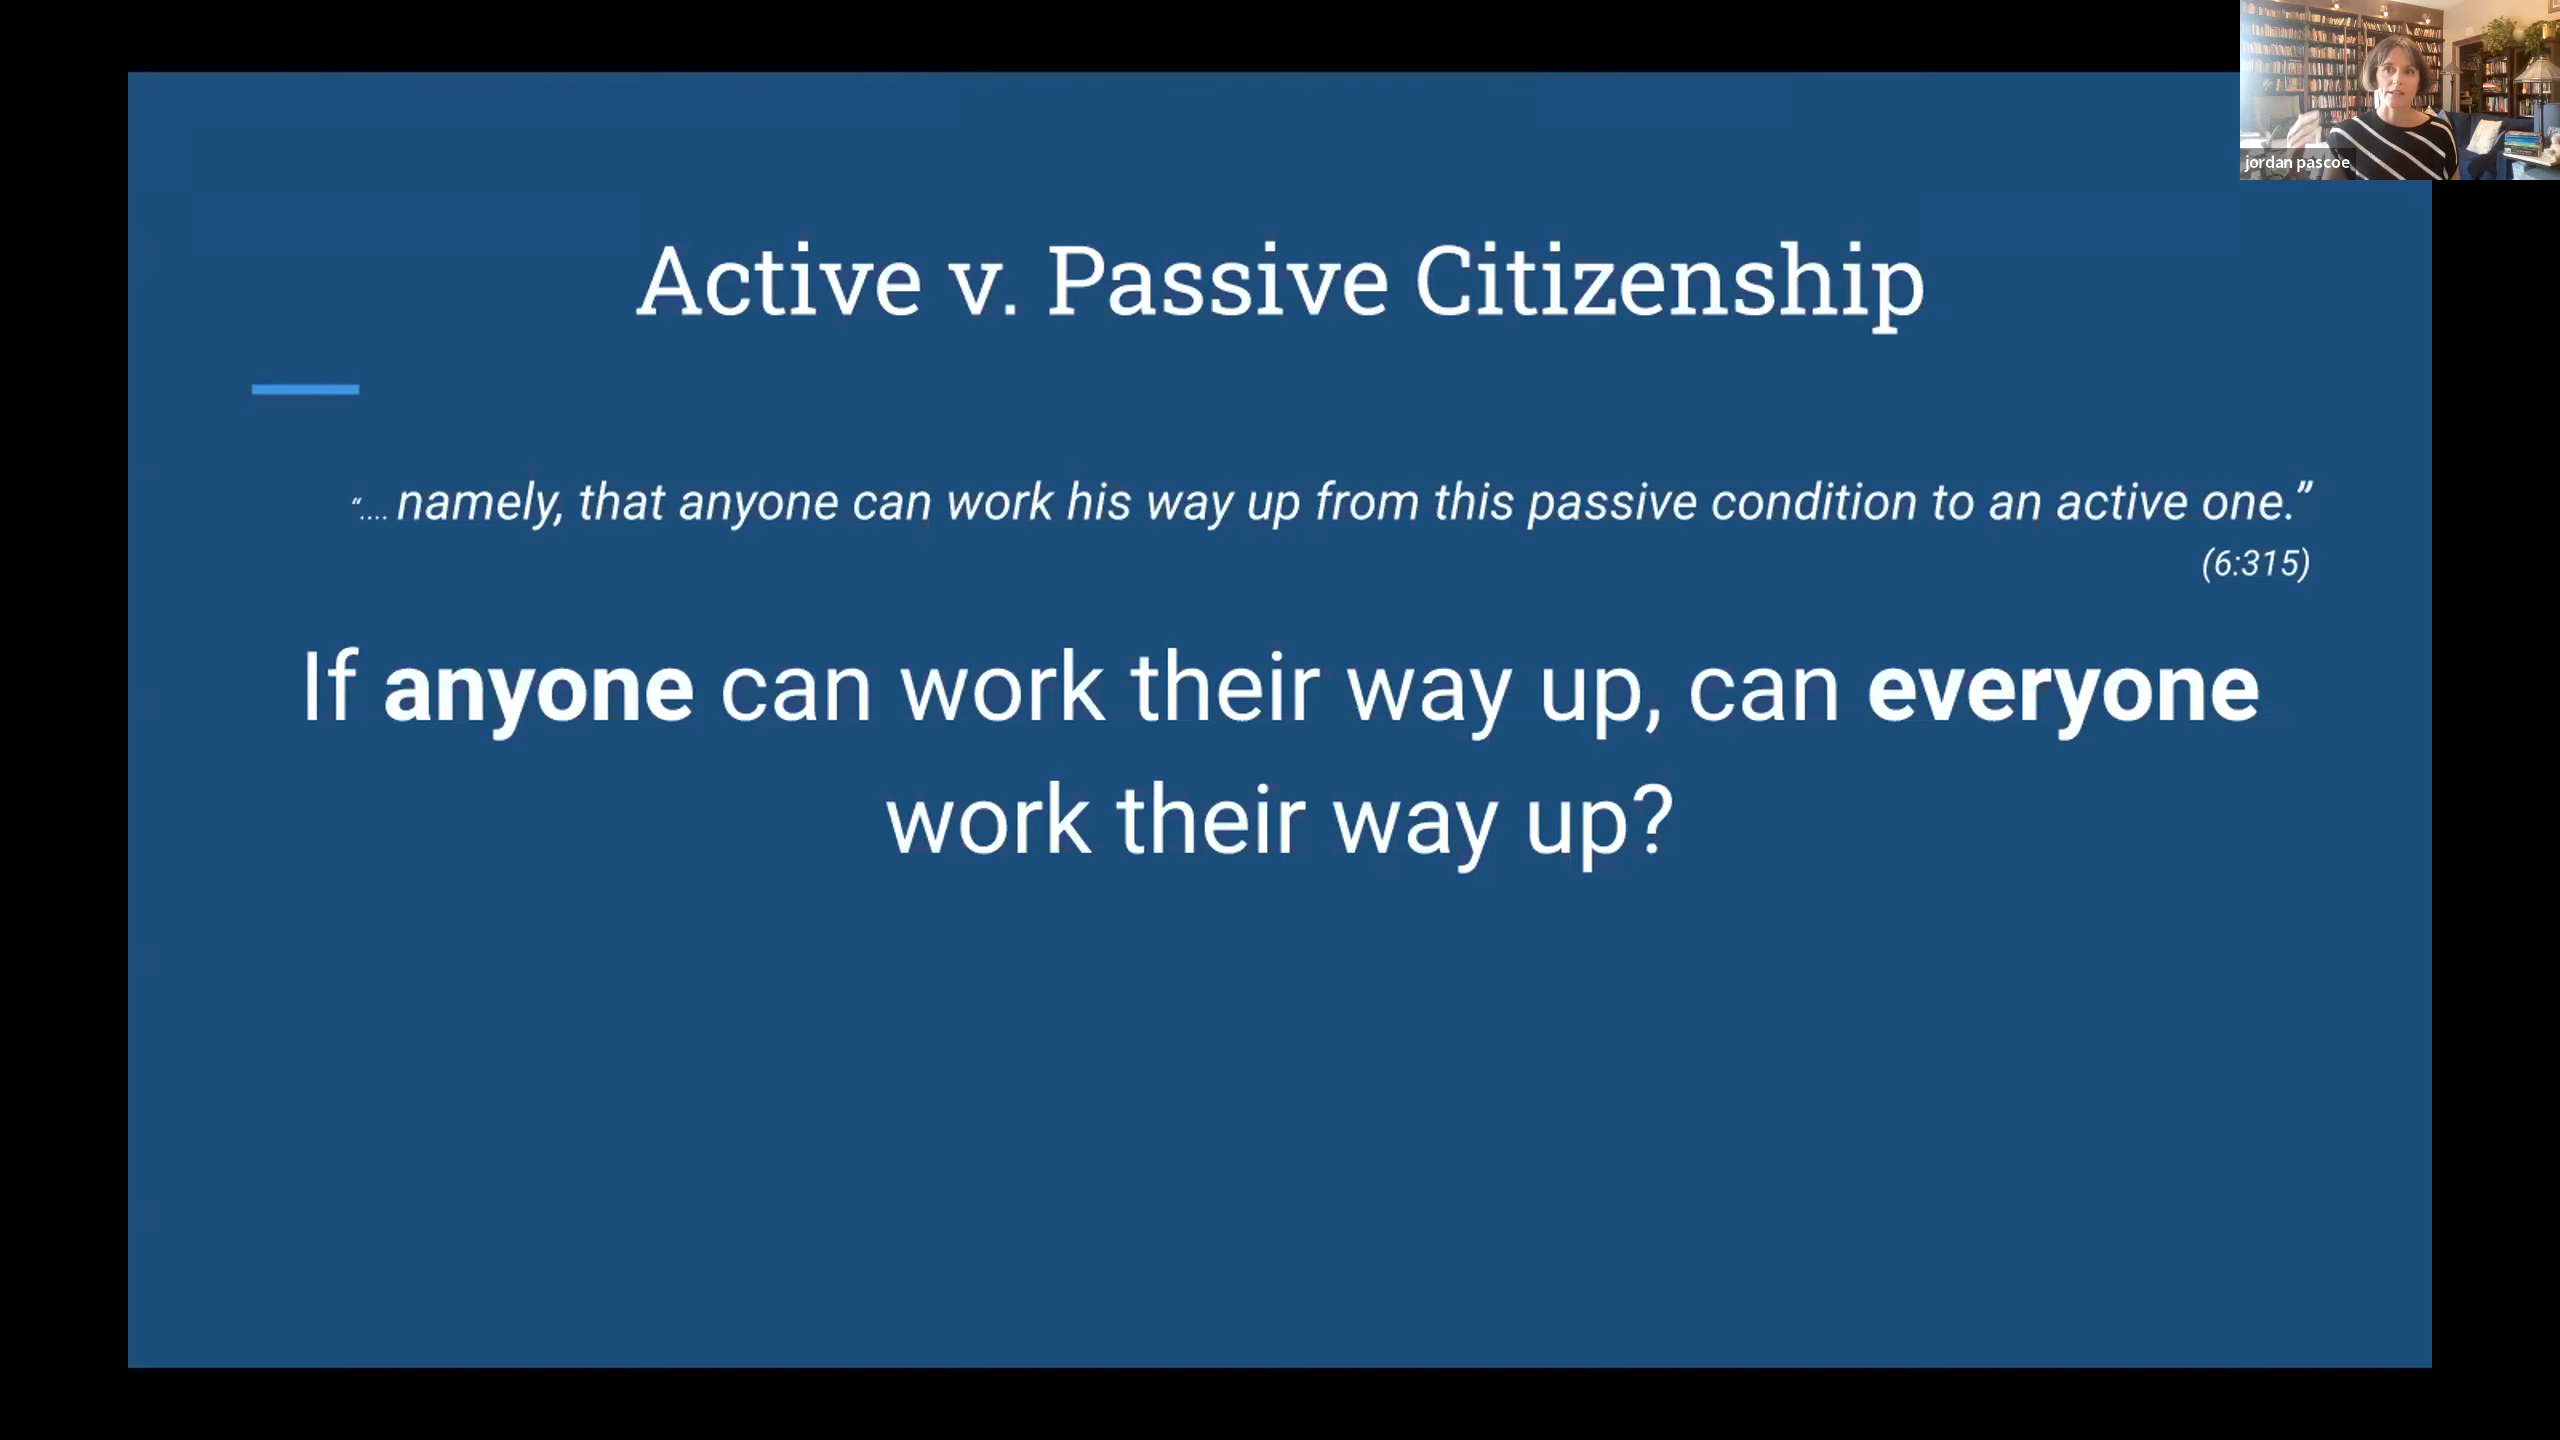 jordan pascoe
Active v. Passive Citizenship
“.... namely, that anyone can work his way up from this passive condition to an active one.”
(6:315)
If anyone can work their way up, can everyone
work their way up?